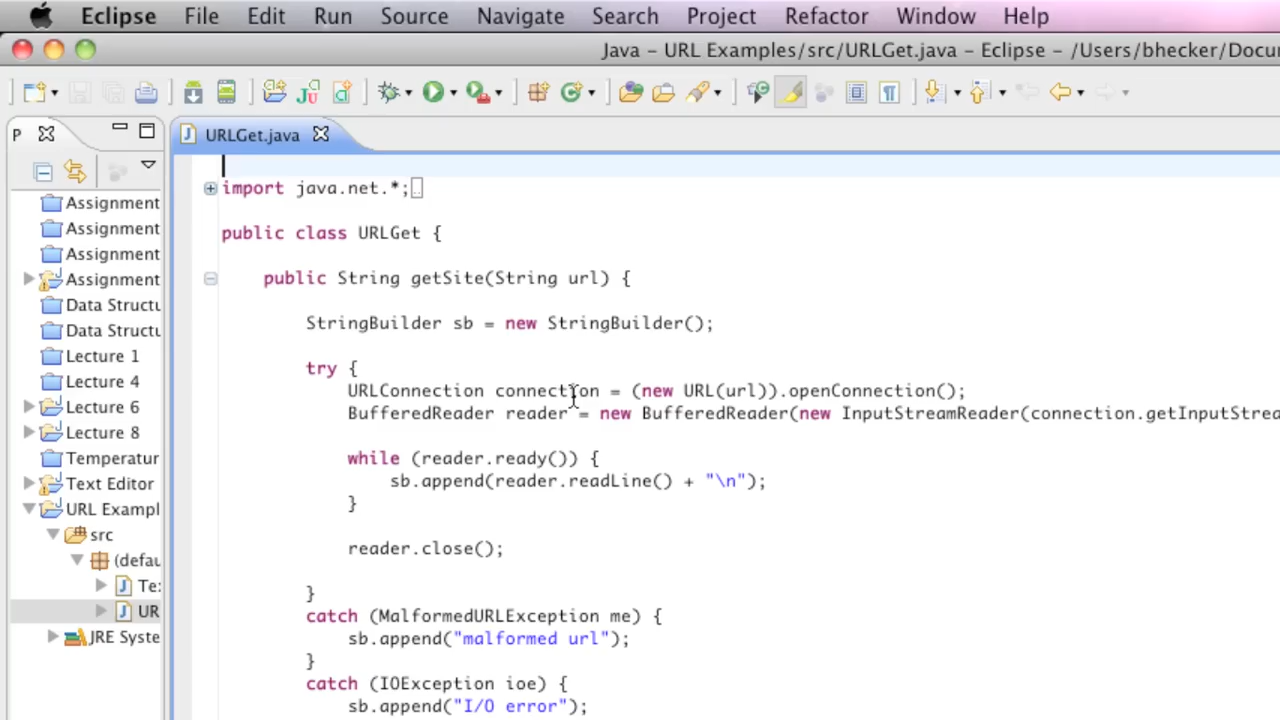 Eclipse File Edit Run Source Navigate Search Project Refactor Window Help
Java – URL Examples/src/URLGet.java – Eclipse – /Users/bhecker/Docu
P
URLGet.java
Assignment
Assignment
Assignment
Assignment
Data Structu
Data Structu
Lecture 1
Lecture 4
Lecture 6
Lecture 8
Temperatur
Text Editor
URL Exampl
src
(defau
Te:
UR
JRE Syste
import java.net.*;
public class URLGet {
public String getSite(String url) {
StringBuilder sb = new StringBuilder();
try {
URLConnection connection = (new URL(url)).openConnection();
BufferedReader reader = new BufferedReader(new InputStreamReader(connection.getInputStrea
while (reader.ready()) {
sb.append(reader.readLine() + "\n");
}
reader.close();
}
catch (MalformedURLException me) {
sb.append("malformed url");
}
catch (IOException ioe) {
sb.append("I/O error");